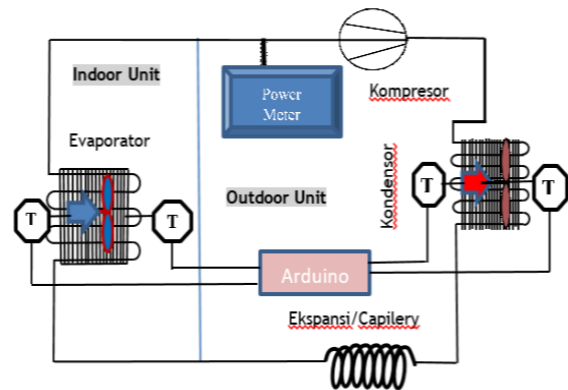 Indoor Unit
Power
Meter
Kompresor
Evaporator
Kondensor
T
T
T
T
Outdoor Unit
Arduino
Ekspansi/Capilery